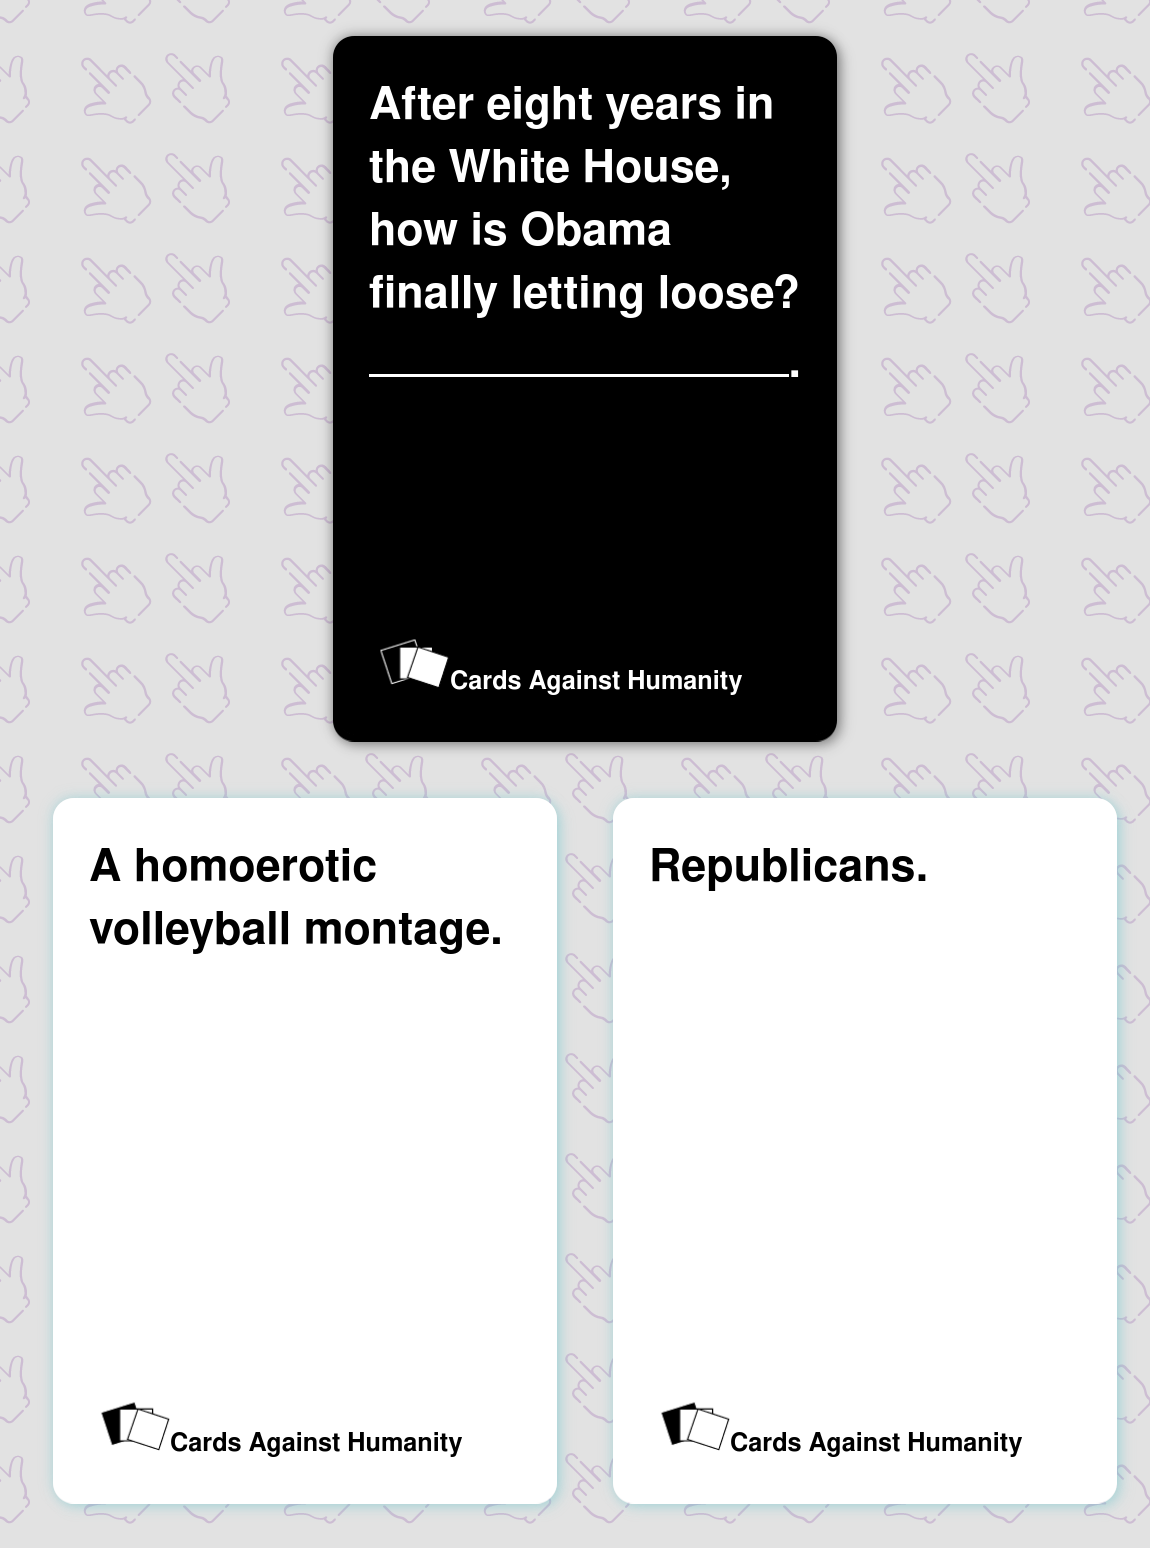 After eight years in
the White House,
how is Obama
finally letting loose?
____________________.
Cards Against Humanity
A homoerotic
volleyball montage.
Cards Against Humanity
Republicans.
Cards Against Humanity